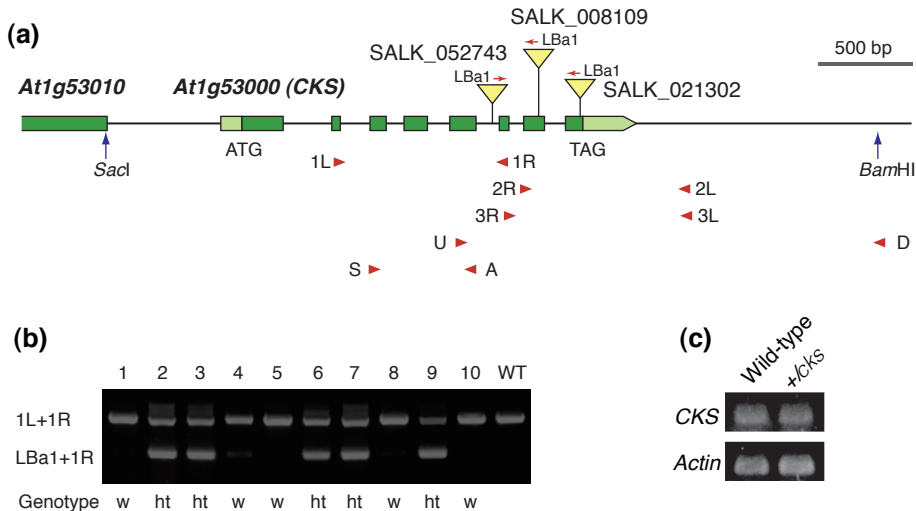 (a)
SALK_008109
SALK_052743
LBa1
LBa1
LBa1
SALK_021302
500 bp
At1g53010
At1g53000 (CKS)
ATG
TAG
SacI
BamHI
1L
1R
2R
2L
3R
3L
U
D
S
A
(b)
1 2 3 4 5 6 7 8 9 10 WT
1L+1R
LBa1+1R
Genotype w ht ht w w ht ht w ht w
(c)
Wild-type
+/cks
CKS
Actin